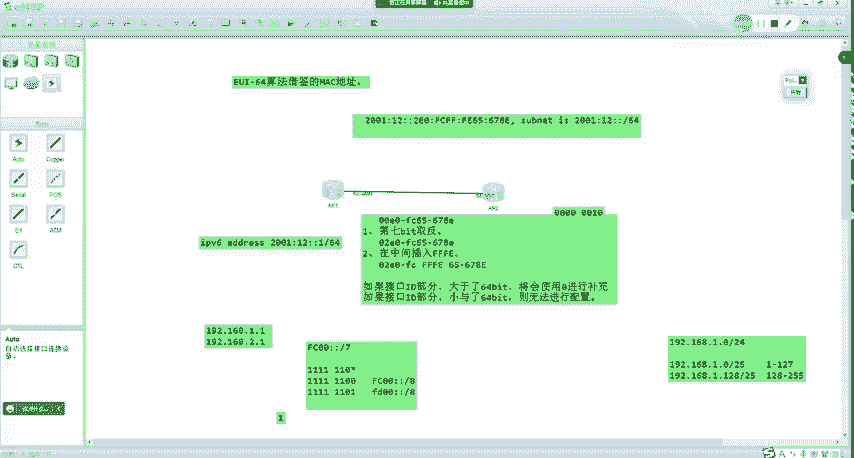 eNSP
EUI-64算法借鉴的MAC地址。
2001:12::2E0:FCFF:FE65:678E, subnet is 2001:12::/64
AR1
AR2
0000 0010
00e0-fc65-678e
1、第七bit取反。
02e0-fc65-678e
2、在中间插入FFFE。
02e0-fc FFFE 65-678E
如果接口ID部分，大于了64bit，将会使用0进行补充
如果接口ID部分，小与了64bit，则无法进行配置。
ipv6 address 2001:12::1/64
192.168.1.1
192.168.2.1
FC00::/7
1111 110*
1111 1100 FC00::/8
1111 1101 fd00::/8
1
192.168.1.0/24
192.168.1.0/25 1-127
192.168.1.128/25 128-255
Auto
Copper
Serial
POS
E1
ATM
CTL
Auto
自动选择接口连接设备。